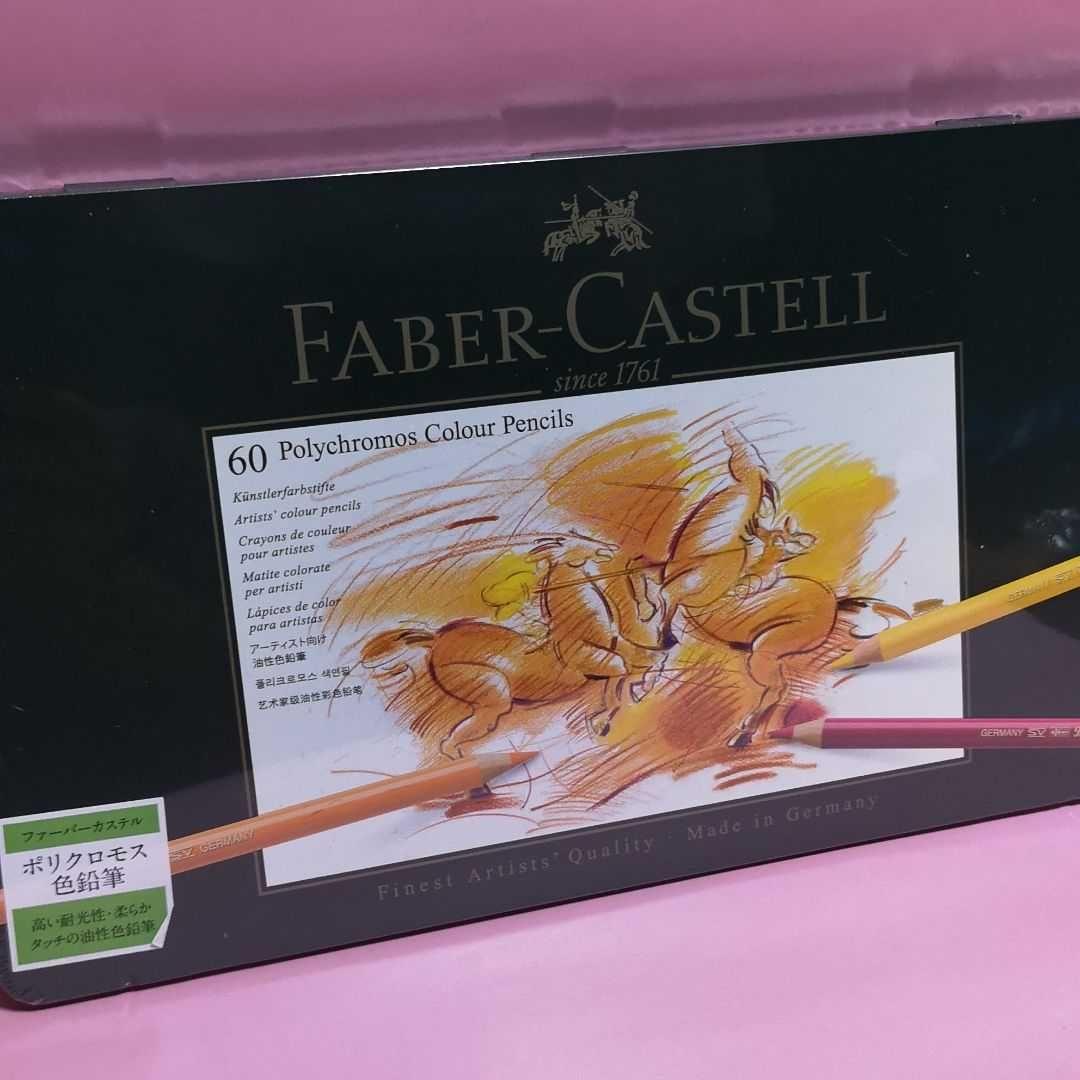 FABER-CASTELL
since 1761
60 Polychromos Colour Pencils
Künstlerfarbstifte
Artists' colour pencils
Crayons de couleur
pour artistes
Matite colorate
per artisti
Lápices de color
para artistas
アーティスト向け
油性色鉛筆
폴리크로모스 색연필
艺术家级油性彩色铅笔
GERMANY
GERMANY
GERMANY
Finest Artists' Quality Made in Germany
ファーバーカステル
ポリクロモス
色鉛筆
高い耐光性・柔らか
タッチの油性色鉛筆